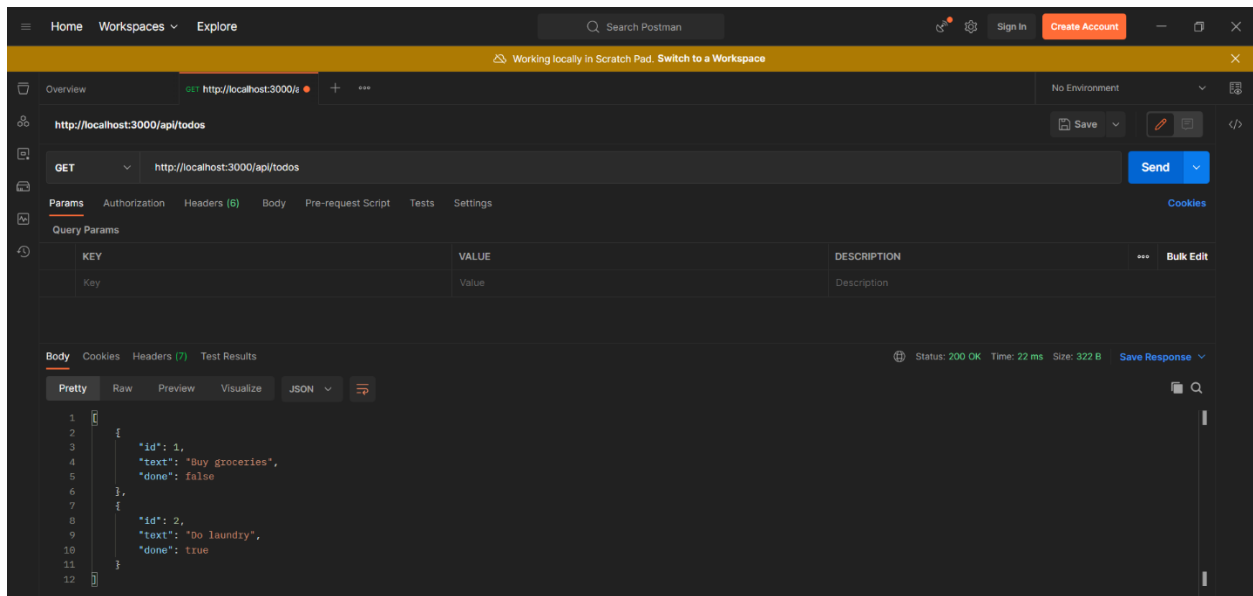 Home Workspaces Explore Search Postman Sign In Create Account
Working locally in Scratch Pad. Switch to a Workspace
Overview GET http://localhost:3000/a No Environment
http://localhost:3000/api/todos Save
GET http://localhost:3000/api/todos Send
Params Authorization Headers (6) Body Pre-request Script Tests Settings Cookies
Query Params
KEY VALUE DESCRIPTION Bulk Edit
Key Value Description
Body Cookies Headers (7) Test Results Status: 200 OK Time: 22 ms Size: 322 B Save Response
Pretty Raw Preview Visualize JSON
1 [
2 {
3 "id": 1,
4 "text": "Buy groceries",
5 "done": false
6 },
7 {
8 "id": 2,
9 "text": "Do laundry",
10 "done": true
11 }
12 ]